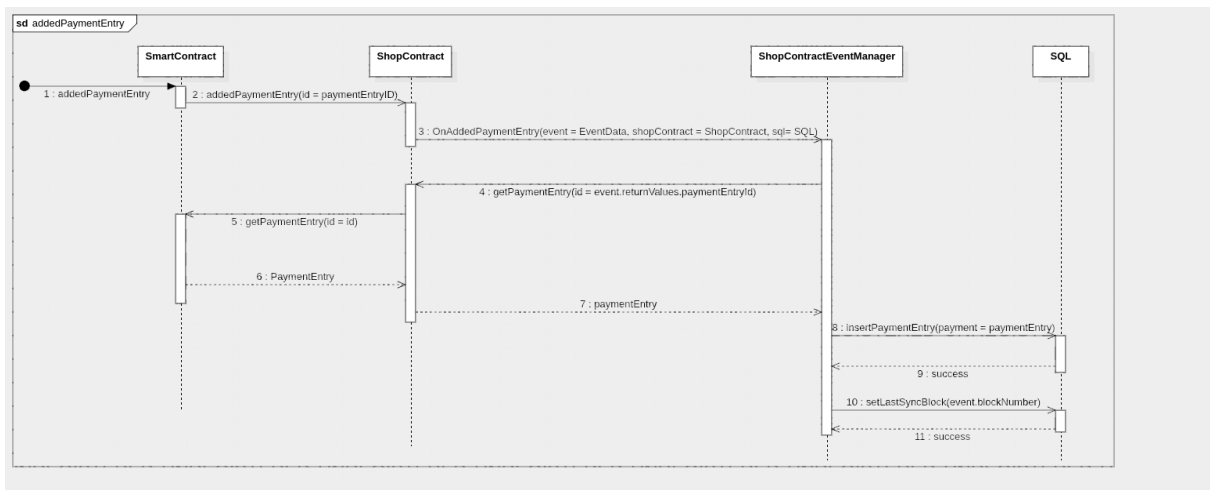 sd addedPaymentEntry
SmartContract
ShopContract
ShopContractEventManager
SQL
1 : addedPaymentEntry
2 : addedPaymentEntry(id = paymentEntryID)
3 : OnAddedPaymentEntry(event = EventData, shopContract = ShopContract, sql= SQL)
4 : getPaymentEntry(id = event.returnValues.paymentEntryId)
5 : getPaymentEntry(id = id)
6 : PaymentEntry
7 : paymentEntry
8 : insertPaymentEntry(payment = paymentEntry)
9 : success
10 : setLastSyncBlock(event.blockNumber)
11 : success